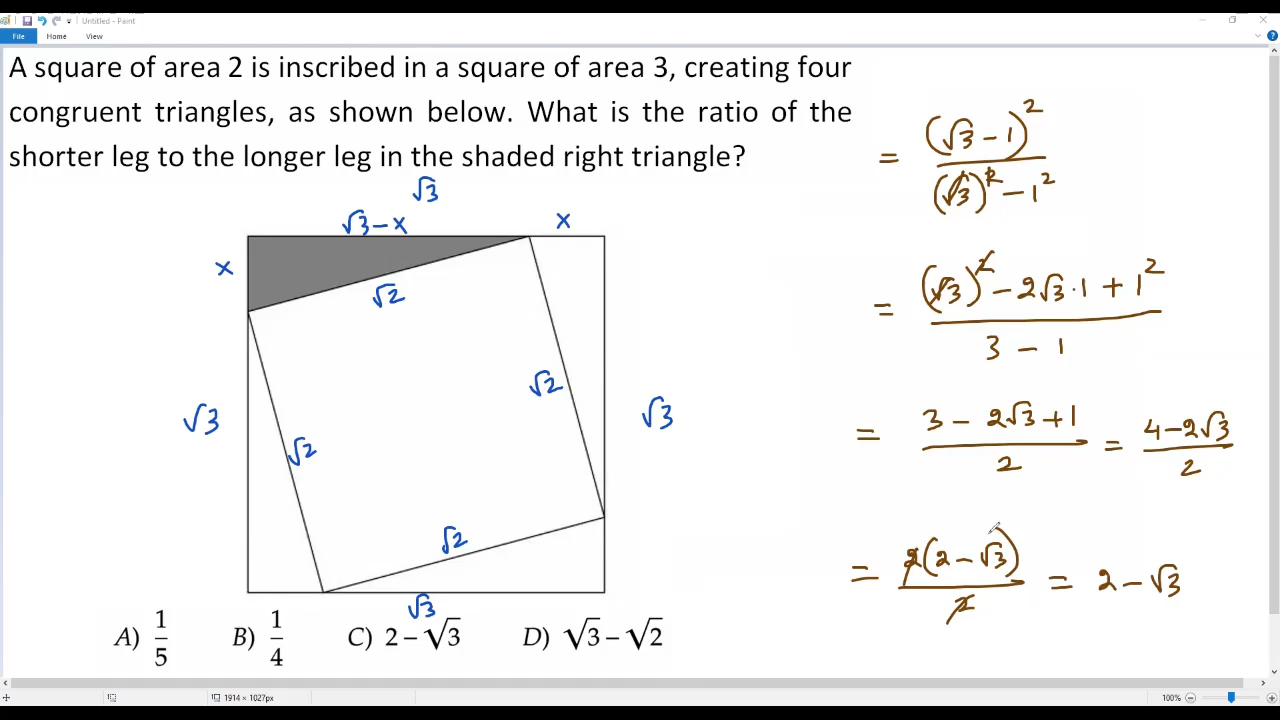 Untitled - Paint
File Home View
A square of area 2 is inscribed in a square of area 3, creating four
congruent triangles, as shown below. What is the ratio of the
shorter leg to the longer leg in the shaded right triangle?
√3
√3 − x
x
x
√2
√2
√3
√3
√2
√2
√3
A) 1/5 B) 1/4 C) 2 − √3 D) √3 − √2
= (√3 − 1)² / (√3)² − 1²
= (√3)² − 2√3 · 1 + 1² / 3 − 1
= 3 − 2√3 + 1 / 2 = 4 − 2√3 / 2
= 2(2 − √3) / 2 = 2 − √3
1914 × 1027px
100%